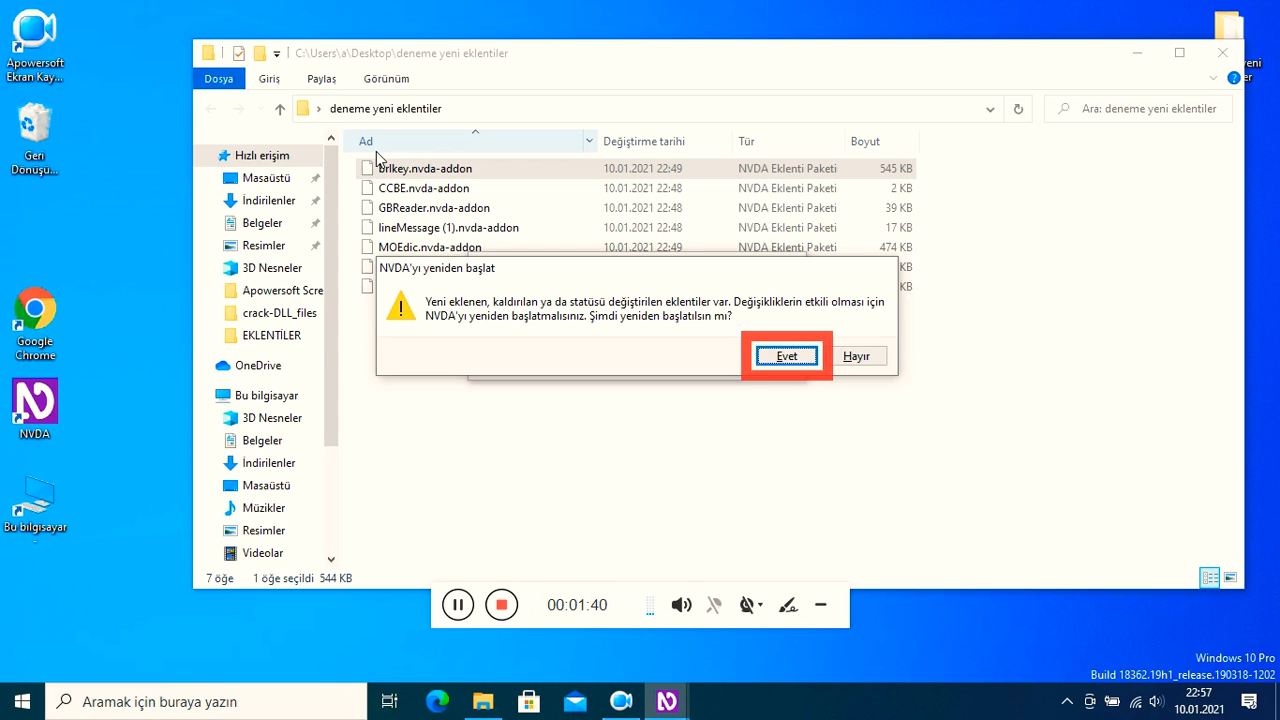 Apowersoft
Ekran Kay...
Geri
Donuşu...
Google
Chrome
NVDA
Bu bilgisayar
C:\Users\a\Desktop\deneme yeni eklentiler
Dosya
Giriş
Paylaş
Görünüm
deneme yeni eklentiler
Ara: deneme yeni eklentiler
Hızlı erişim
Masaüstü
İndirilenler
Belgeler
Resimler
3D Nesneler
Apowersoft Scre
crack-DLL_files
EKLENTİLER
OneDrive
Bu bilgisayar
3D Nesneler
Belgeler
İndirilenler
Masaüstü
Müzikler
Resimler
Videolar
Ad
Değiştirme tarihi
Tür
Boyut
brlkey.nvda-addon 10.01.2021 22:49 NVDA Eklenti Paketi 545 KB
CCBE.nvda-addon 10.01.2021 22:48 NVDA Eklenti Paketi 2 KB
GBReader.nvda-addon 10.01.2021 22:48 NVDA Eklenti Paketi 39 KB
lineMessage (1).nvda-addon 10.01.2021 22:48 NVDA Eklenti Paketi 17 KB
MOEdic.nvda-addon 10.01.2021 22:49 NVDA Eklenti Paketi 474 KB
KB
KB
NVDA'yı yeniden başlat
Yeni eklenen, kaldırılan ya da statüsü değiştirilen eklentiler var. Değişikliklerin etkili olması için
NVDA'yı yeniden başlatmalısınız. Şimdi yeniden başlatılsın mı?
Evet
Hayır
7 öğe 1 öğe seçildi 544 KB
00:01:40
Windows 10 Pro
Build 18362.19h1_release.190318-1202
Aramak için buraya yazın
22:57
10.01.2021